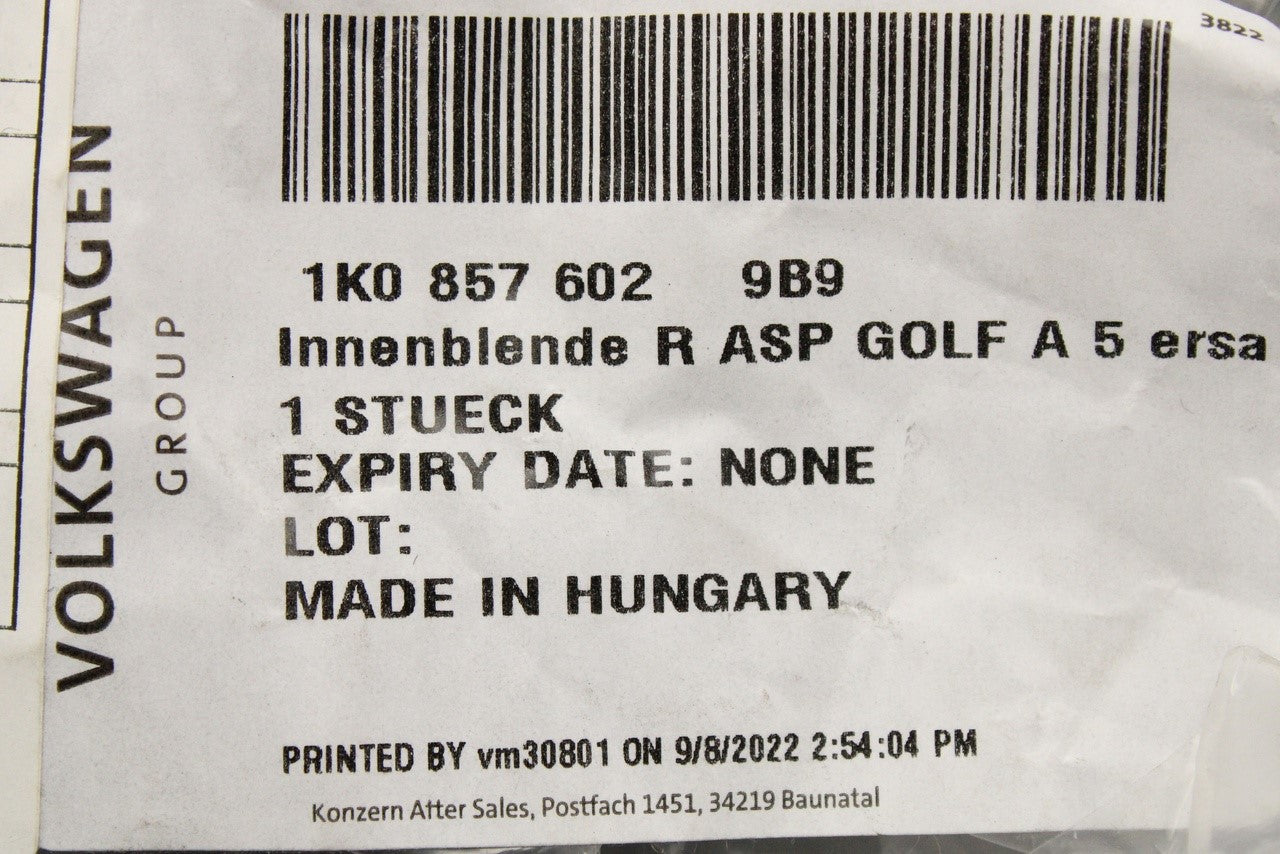 3822
VOLKSWAGEN
GROUP
1K0 857 602 9B9
Innenblende R ASP GOLF A 5 ersa
1 STUECK
EXPIRY DATE: NONE
LOT:
MADE IN HUNGARY
PRINTED BY vm30801 ON 9/8/2022 2:54:04 PM
Konzern After Sales, Postfach 1451, 34219 Baunatal